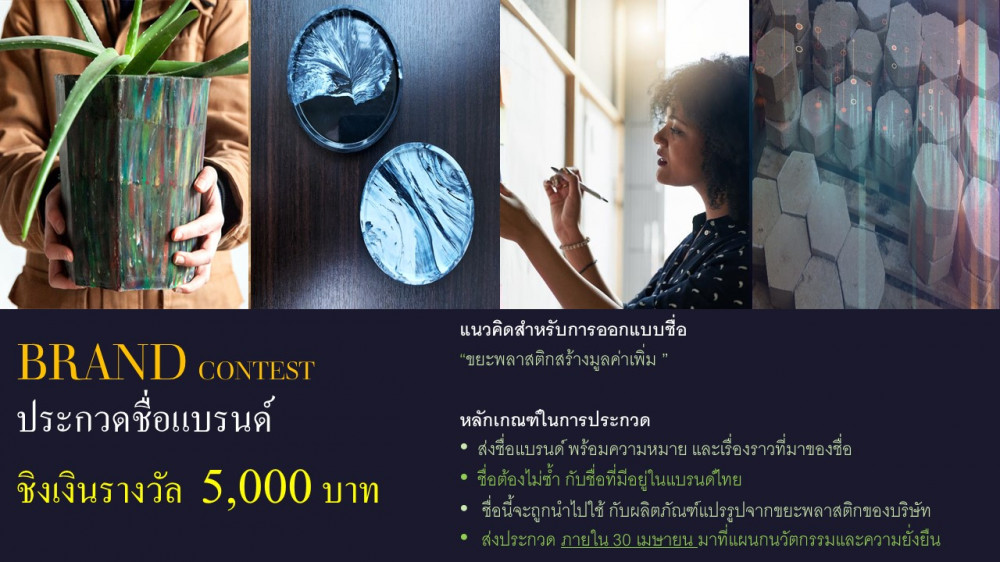 BRAND CONTEST
ประกวดชื่อแบรนด์
ชิงเงินรางวัล 5,000 บาท
แนวคิดสำหรับการออกแบบชื่อ
“ขยะพลาสติกสร้างมูลค่าเพิ่ม ”
หลักเกณฑ์ในการประกวด
• ส่งชื่อแบรนด์ พร้อมความหมาย และเรื่องราวที่มาของชื่อ
• ชื่อต้องไม่ซ้ำ กับชื่อที่มีอยู่ในแบรนด์ไทย
• ชื่อนี้จะถูกนำไปใช้ กับผลิตภัณฑ์แปรรูปจากขยะพลาสติกของบริษัท
• ส่งประกวด ภายใน 30 เมษายน มาที่แผนกนวัตกรรมและความยั่งยืน